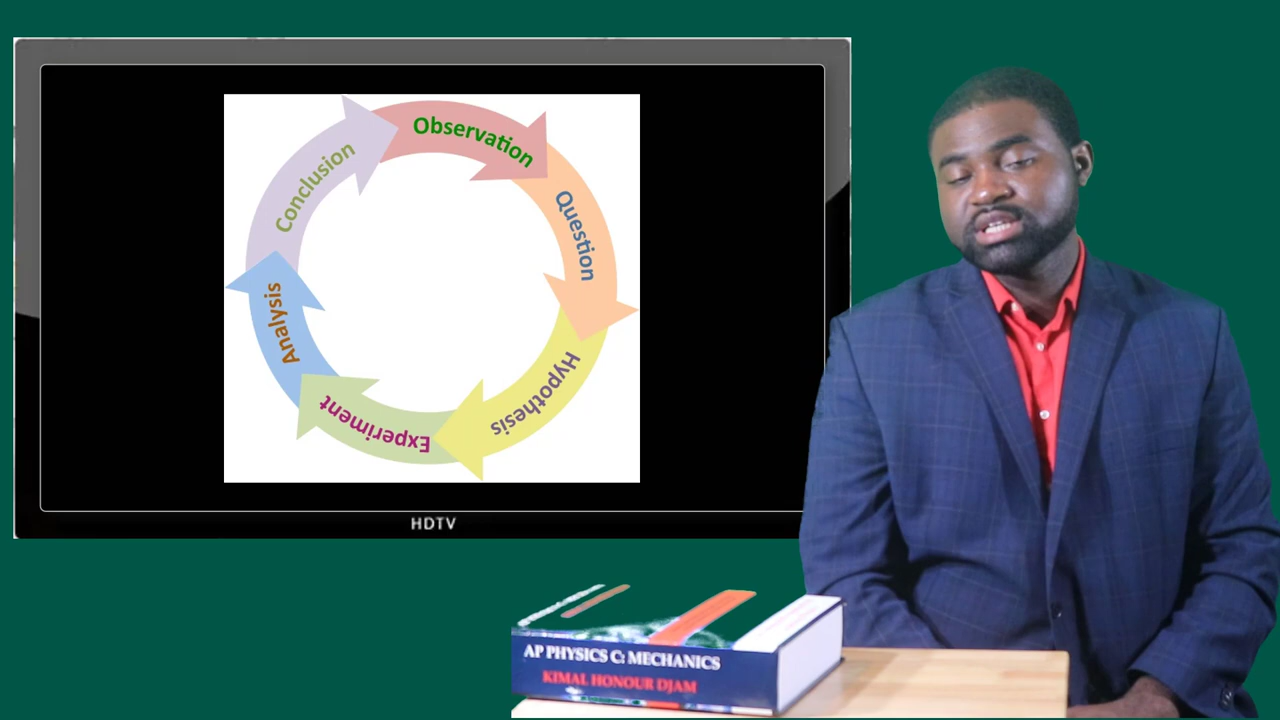 Observation
Question
Hypothesis
Experiment
Analysis
Conclusion
HDTV
AP PHYSICS C: MECHANICS
KIMAL HONOUR DJAM